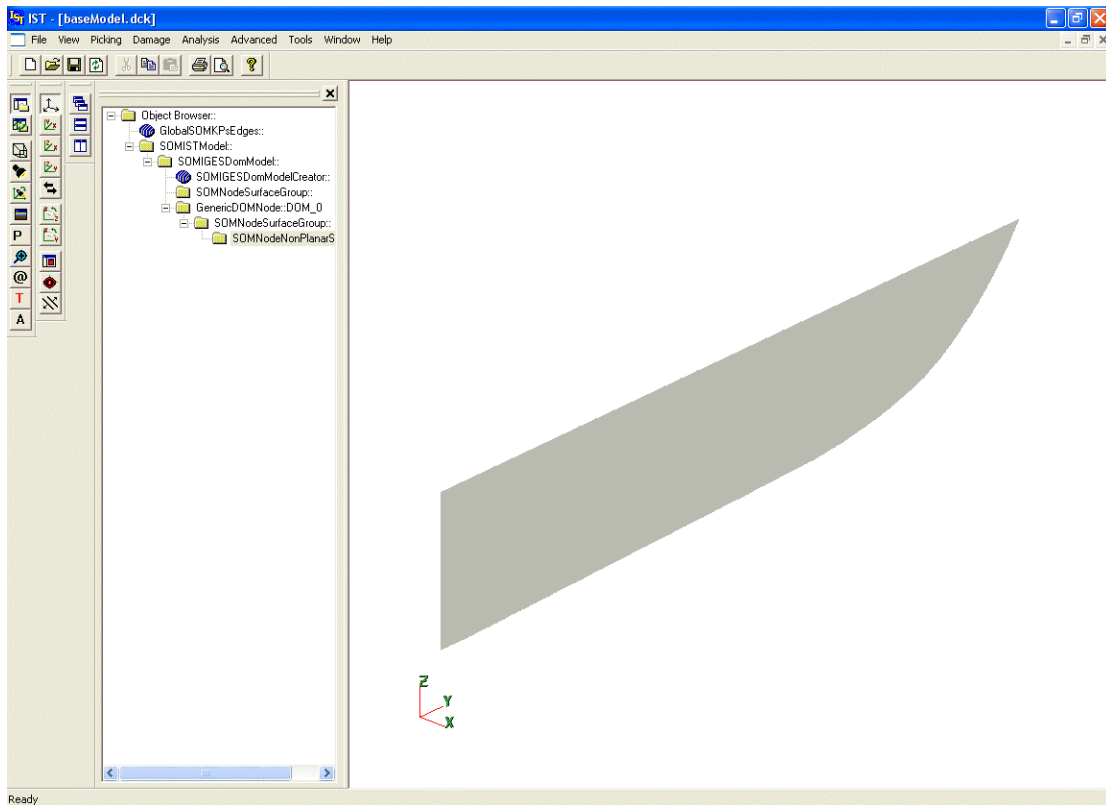 IST IST - [baseModel.dck]
File View Picking Damage Analysis Advanced Tools Window Help
Object Browser::
GlobalSOMKPsEdges::
SOMISTModel::
SOMIGESDomModel::
SOMIGESDomModelCreator::
SOMNodeSurfaceGroup::
GenericDOMNode::DOM_0
SOMNodeSurfaceGroup::
SOMNodeNonPlanarS
P
@
T
A
Z
Y
X
Ready